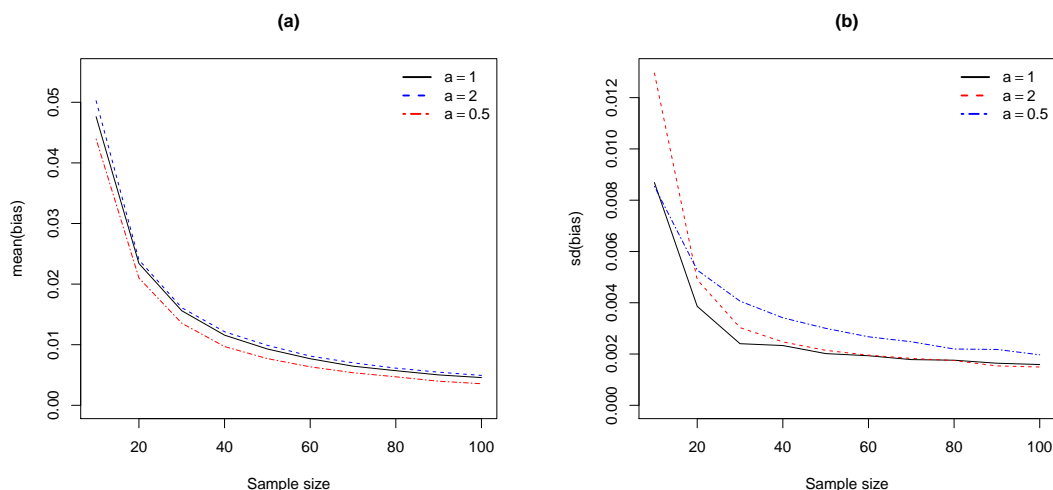 (a)
mean(bias)
0.05
0.04
0.03
0.02
0.01
0.00
a = 1
a = 2
a = 0.5
20 40 60 80 100
Sample size
(b)
sd(bias)
0.012
0.010
0.008
0.006
0.004
0.002
0.000
a = 1
a = 2
a = 0.5
20 40 60 80 100
Sample size